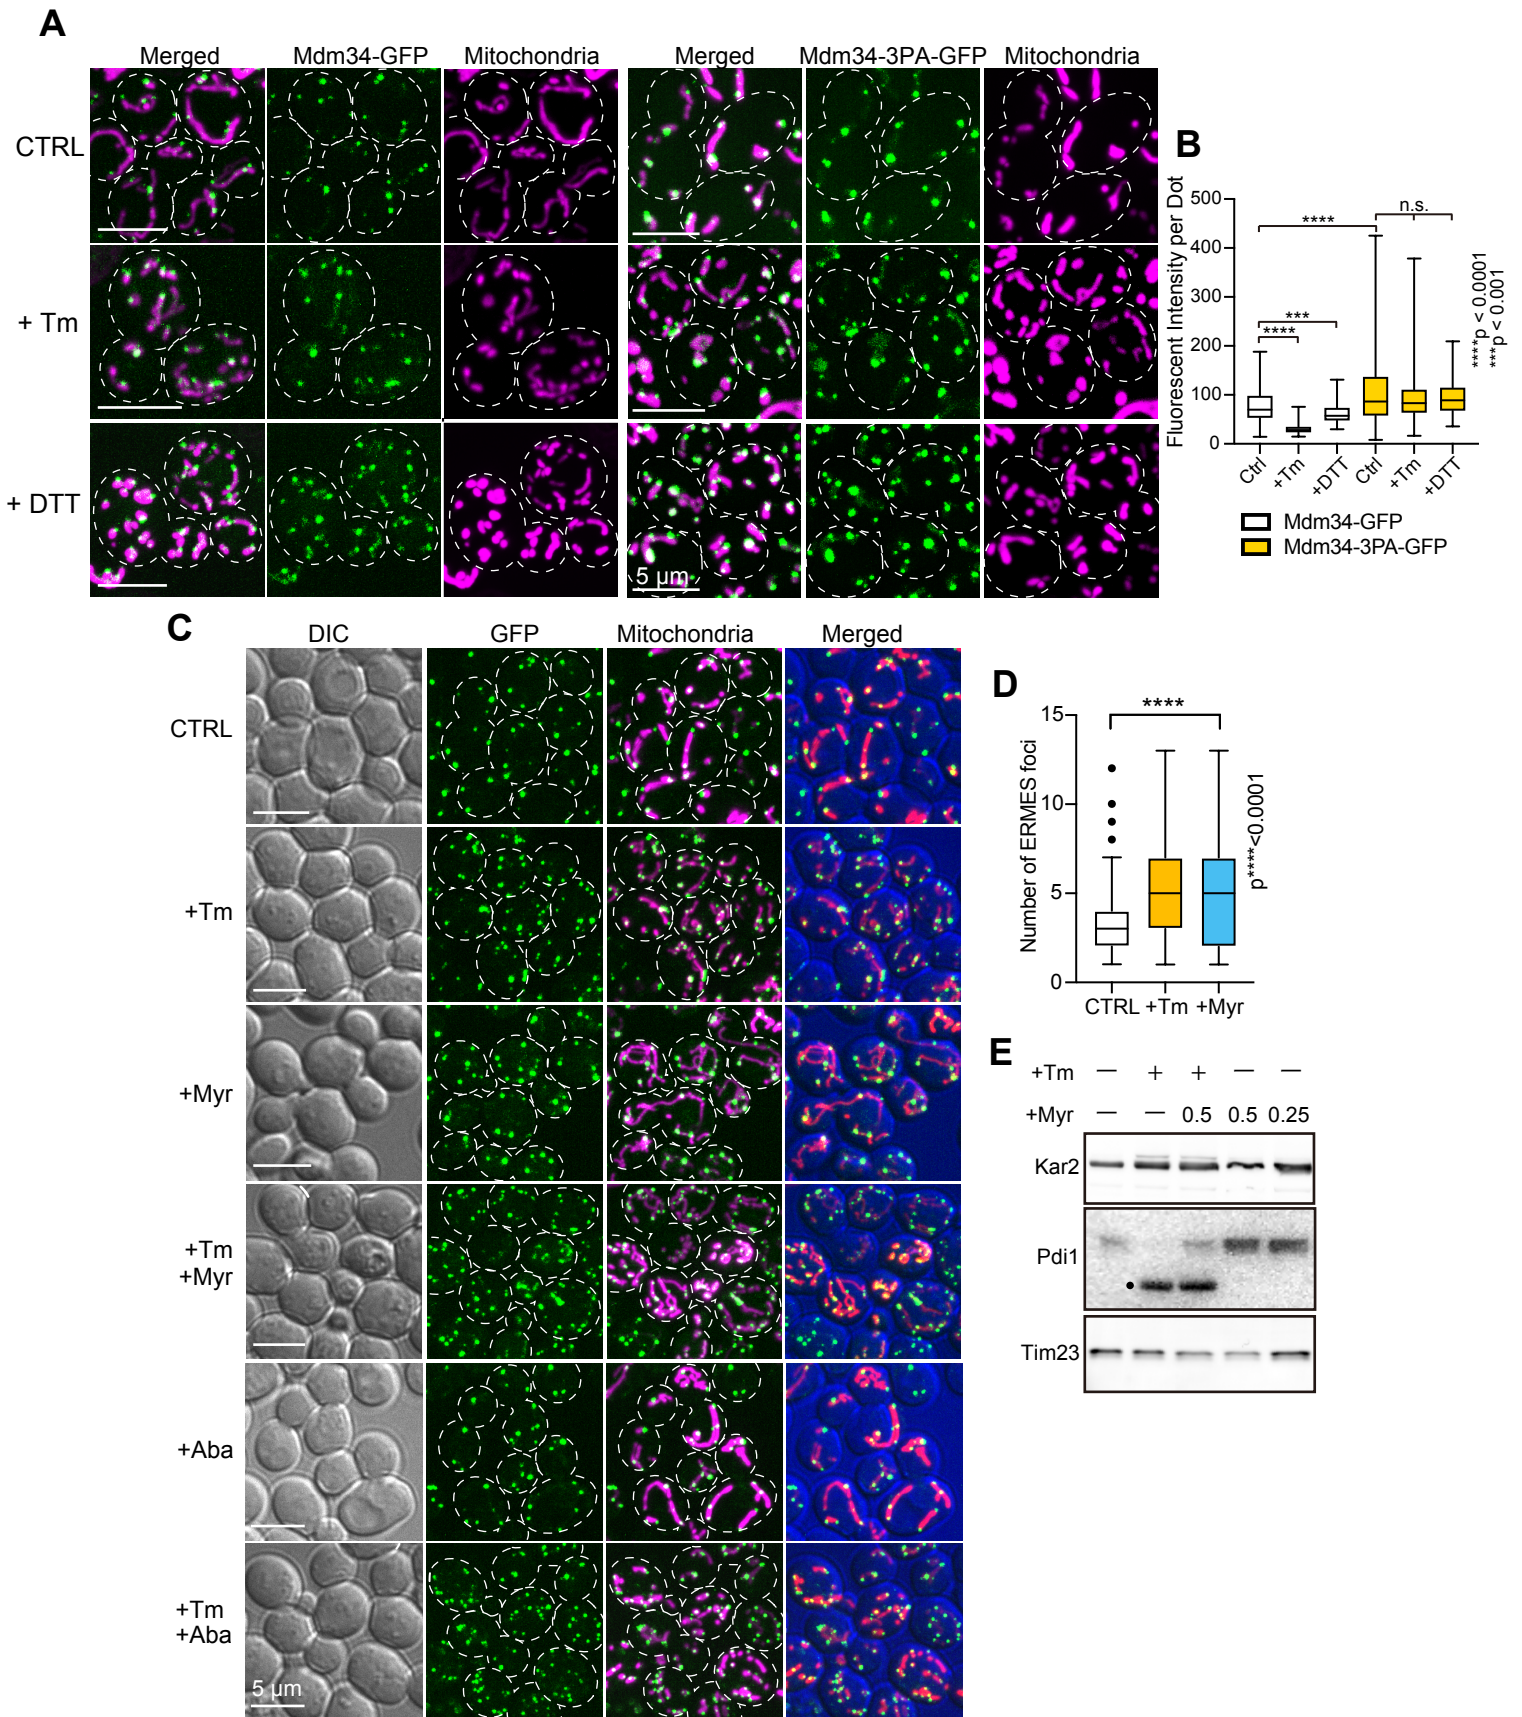 A
Merged Mdm34-GFP Mitochondria Merged Mdm34-3PA-GFP Mitochondria
CTRL
+ Tm
+ DTT
5 µm
B
Fluorescent Intensity per Dot
500
400
300
200
100
0
**** n.s.
***
****
****p < 0.0001
***p < 0.001
Ctrl +Tm +DTT Ctrl +Tm +DTT
Mdm34-GFP
Mdm34-3PA-GFP
C
DIC GFP Mitochondria Merged
CTRL
+Tm
+Myr
+Tm
+Myr
+Aba
+Tm
+Aba
5 µm
D
Number of ERMES foci
15
10
5
0
****
p****<0.0001
CTRL +Tm +Myr
E
+Tm — + + — —
+Myr — — 0.5 0.5 0.25
Kar2
Pdi1
Tim23